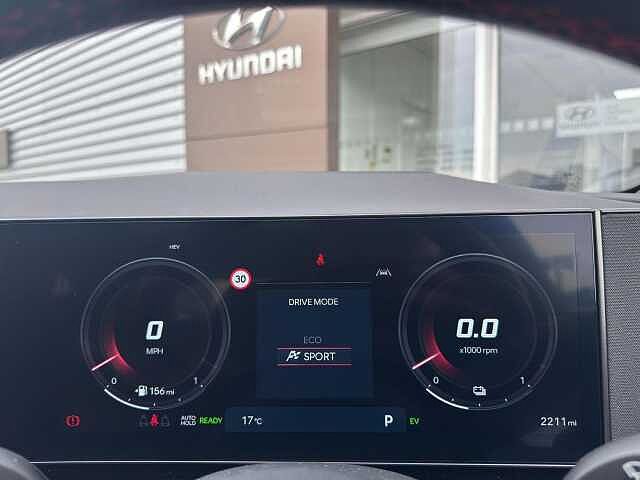 HYUNDAI
HEV
30
DRIVE MODE
0
MPH
ECO
SPORT
0.0
x1000 rpm
0
1
156 mi
0
1
AUTO
HOLD
READY
17°C
P
EV
2211 mi